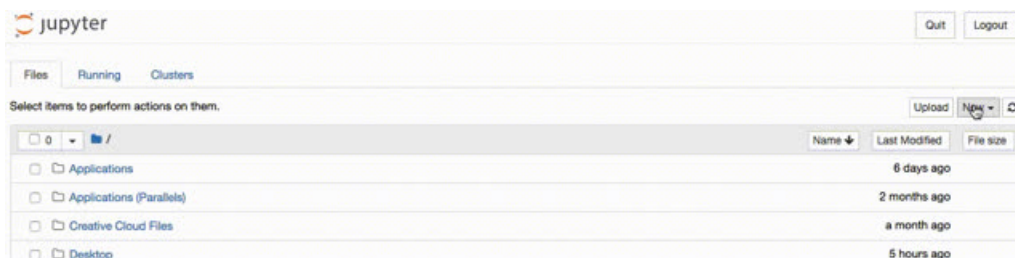 jupyter
Quit Logout
Files Running Clusters
Select items to perform actions on them.
Upload New
0 / Name Last Modified File size
Applications 6 days ago
Applications (Parallels) 2 months ago
Creative Cloud Files a month ago
Desktop 5 hours ago